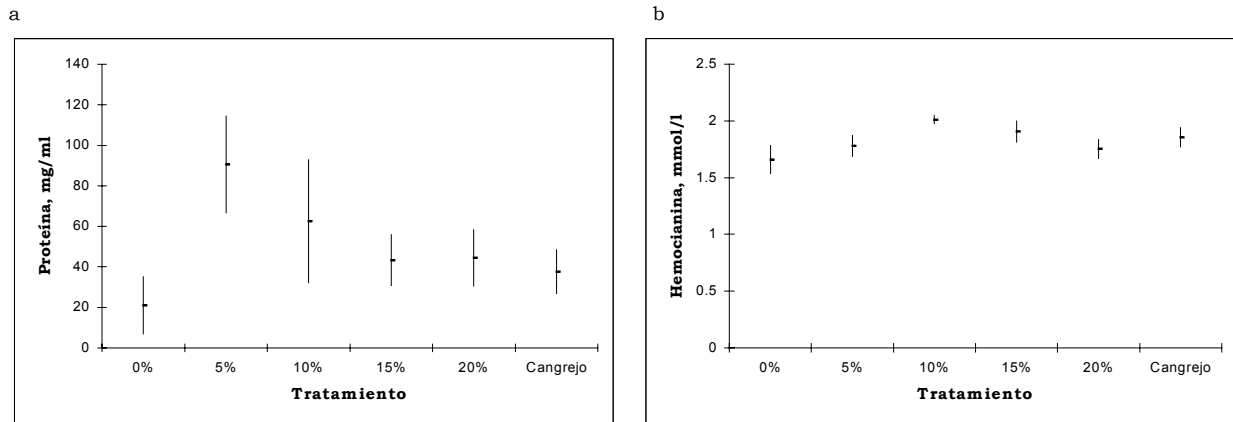 a
140
120
100
80
60
40
20
0
Proteína, mg/ml
0% 5% 10% 15% 20% Cangrejo
Tratamiento
b
2.5
2
1.5
1
0.5
0
Hemocianina, mmol/l
0% 5% 10% 15% 20% Cangrejo
Tratamiento